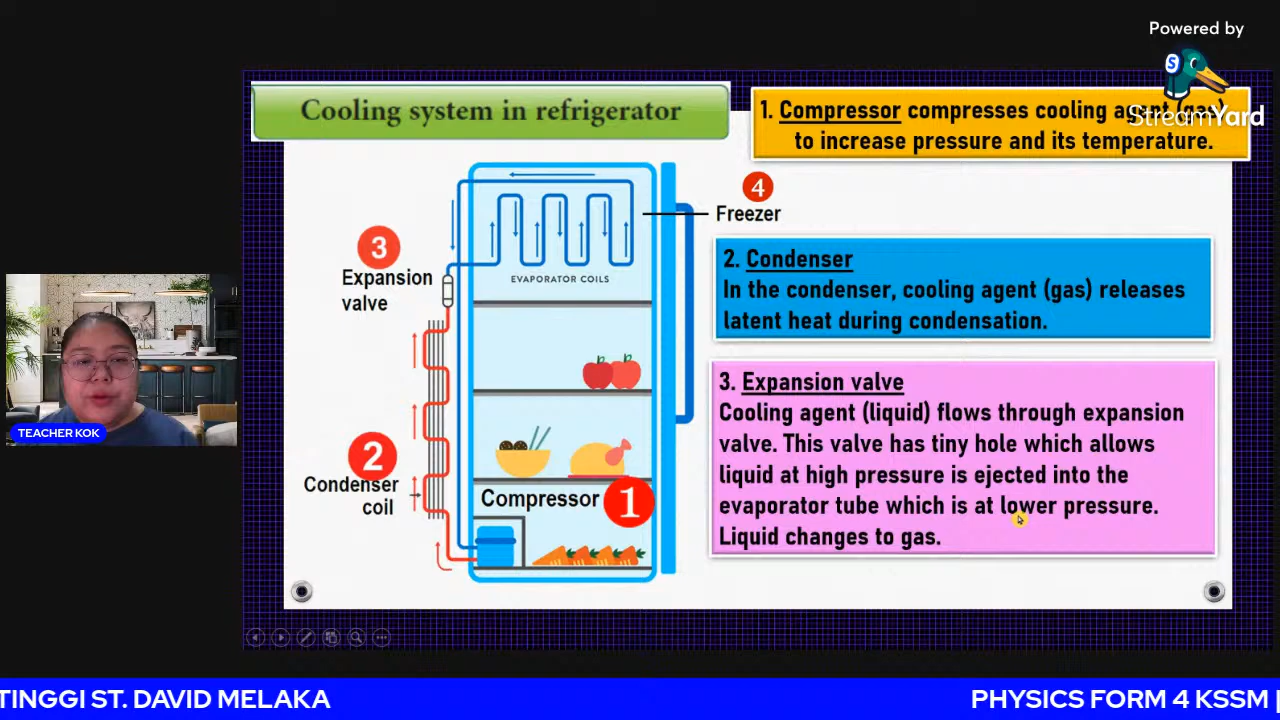 Powered by
StreamYard
Cooling system in refrigerator
1. Compressor compresses cooling agent (gas)
to increase pressure and its temperature.
4
Freezer
3
Expansion
valve
EVAPORATOR COILS
2. Condenser
In the condenser, cooling agent (gas) releases
latent heat during condensation.
3. Expansion valve
Cooling agent (liquid) flows through expansion
valve. This valve has tiny hole which allows
liquid at high pressure is ejected into the
evaporator tube which is at lower pressure.
Liquid changes to gas.
2
Condenser
coil
Compressor 1
TEACHER KOK
TINGGI ST. DAVID MELAKA
PHYSICS FORM 4 KSSM